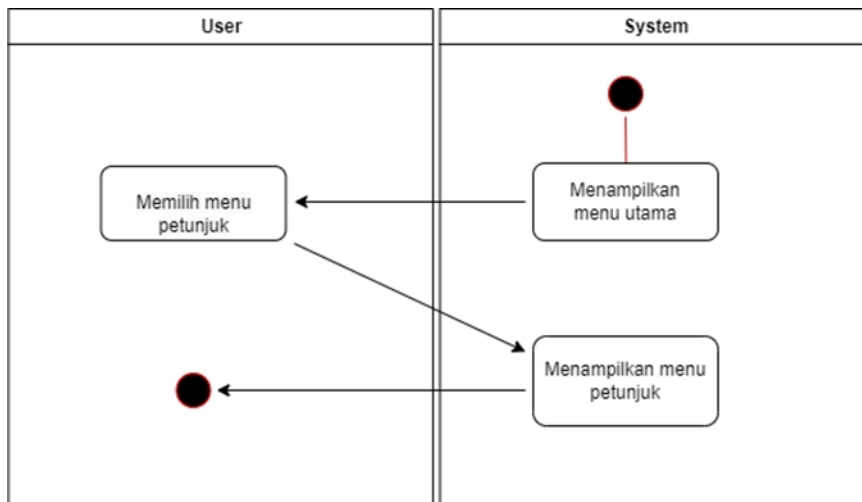 User
System
Menampilkan
menu utama
Memilih menu
petunjuk
Menampilkan menu
petunjuk